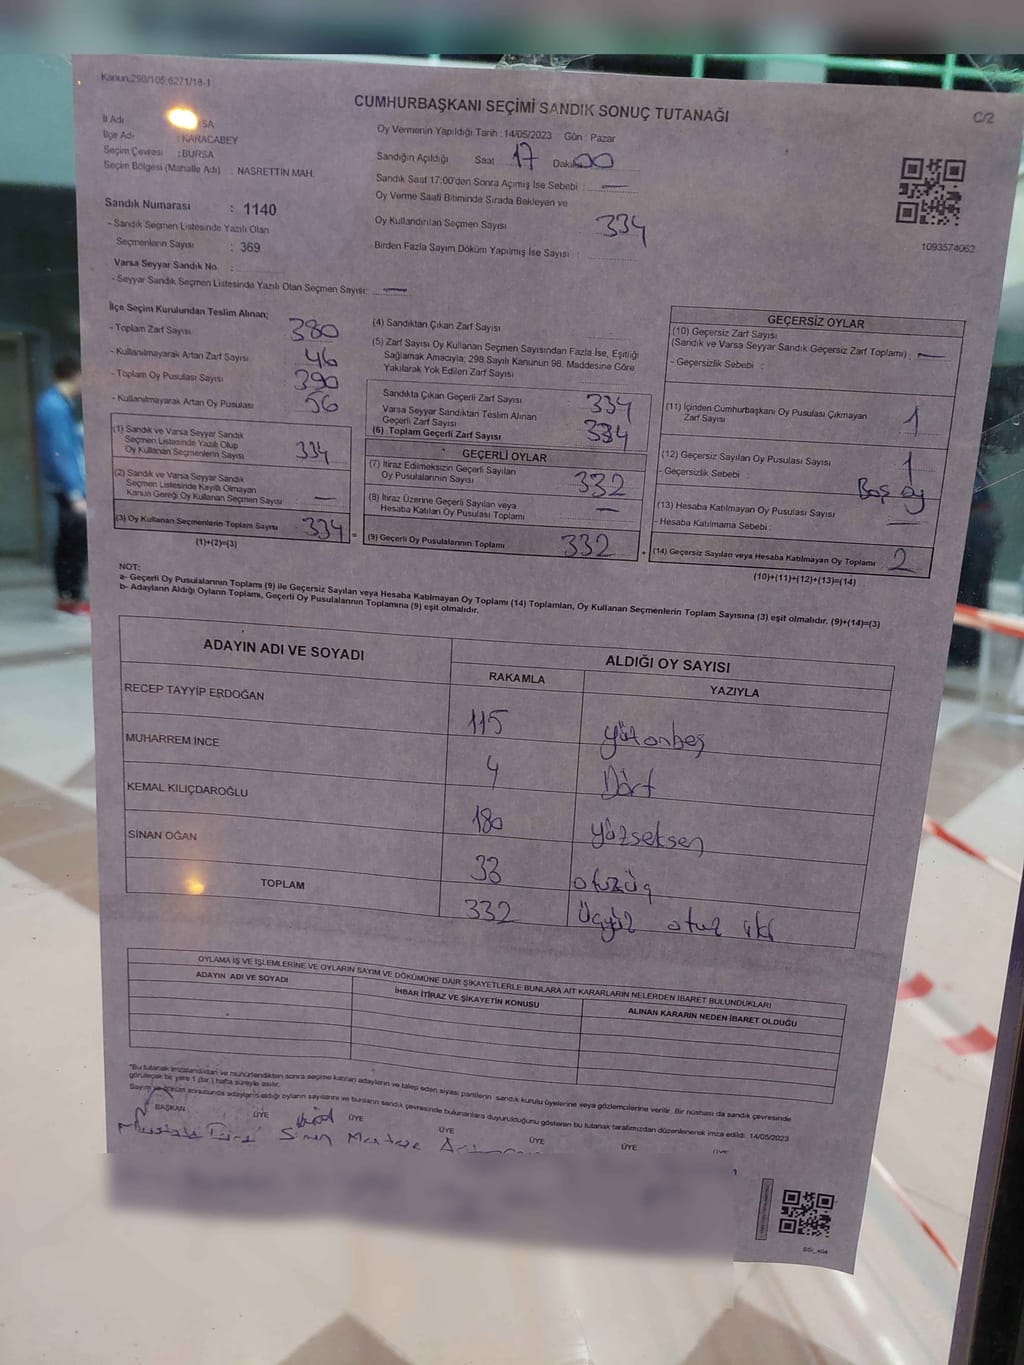 Kanun,298/105;6271/18-1
CUMHURBAŞKANI SEÇİMİ SANDIK SONUÇ TUTANAĞI
C/2
İl Adı : SA
İlçe Adı : KARACABEY
Seçim Çevresi : BURSA
Seçim Bölgesi (Mahalle Adı) : NASRETTİN MAH.
Sandık Numarası : 1140
- Sandık Seçmen Listesinde Yazılı Olan
Seçmenlerin Sayısı : 369
Varsa Seyyar Sandık No :
- Seyyar Sandık Seçmen Listesinde Yazılı Olan Seçmen Sayısı: —
Oy Vermenin Yapıldığı Tarih : 14/05/2023 Gün : Pazar
Sandığın Açıldığı Saat 17 Dakika 00
Sandık Saat 17:00'den Sonra Açımış İse Sebebi : —
Oy Verme Saati Bitiminde Sırada Bekleyen ve
Oy Kullandırılan Seçmen Sayısı 334
Birden Fazla Sayım Döküm Yapılmış İse Sayısı :
1093574062
İlçe Seçim Kurulundan Teslim Alınan;
- Toplam Zarf Sayısı 380
- Kullanılmayarak Artan Zarf Sayısı 46
- Toplam Oy Pusulası Sayısı 390
- Kullanılmayarak Artan Oy Pusulası 56
(1) Sandık ve Varsa Seyyar Sandık
Seçmen Listesinde Yazılı Olup
Oy Kullanan Seçmenlerin Sayısı 334
(2) Sandık ve Varsa Seyyar Sandık
Seçmen Listesinde Kayıtlı Olmayan
Kanun Gereği Oy Kullanan Seçmen Sayısı —
(3) Oy Kullanan Seçmenlerin Toplam Sayısı 334 =
(1)+(2)=(3)
(4) Sandıktan Çıkan Zarf Sayısı
(5) Zarf Sayısı Oy Kullanan Seçmen Sayısından Fazla İse, Eşitliği
Sağlamak Amacıyla, 298 Sayılı Kanunun 98. Maddesine Göre
Yakılarak Yok Edilen Zarf Sayısı
Sandıkta Çıkan Geçerli Zarf Sayısı 334
Varsa Seyyar Sandıktan Teslim Alınan
Geçerli Zarf Sayısı
(6) Toplam Geçerli Zarf Sayısı 334
GEÇERLİ OYLAR
(7) İtiraz Edilmeksizin Geçerli Sayılan
Oy Pusulalarının Sayısı 332
(8) İtiraz Üzerine Geçerli Sayılan veya
Hesaba Katılan Oy Pusulası Toplamı —
(9) Geçerli Oy Pusulalarının Toplamı 332 +
GEÇERSİZ OYLAR
(10) Geçersiz Zarf Sayısı
(Sandık ve Varsa Seyyar Sandık Geçersiz Zarf Toplamı) : —
- Geçersizlik Sebebi :
(11) İçinden Cumhurbaşkanı Oy Pusulası Çıkmayan
Zarf Sayısı 1
(12) Geçersiz Sayılan Oy Pusulası Sayısı 1
- Geçersizlik Sebebi : Boş oy
(13) Hesaba Katılmayan Oy Pusulası Sayısı —
- Hesaba Katılmama Sebebi :
(14) Geçersiz Sayılan veya Hesaba Katılmayan Oy Toplamı 2
(10)+(11)+(12)+(13)=(14)
NOT:
a- Geçerli Oy Pusulalarının Toplamı (9) ile Geçersiz Sayılan veya Hesaba Katılmayan Oy Toplamı (14) Toplamları, Oy Kullanan Seçmenlerin Toplam Sayısına (3) eşit olmalıdır. (9)+(14)=(3)
b- Adayların Aldığı Oyların Toplamı, Geçerli Oy Pusulalarının Toplamına (9) eşit olmalıdır.
ADAYIN ADI VE SOYADI ALDIĞI OY SAYISI
RAKAMLA YAZIYLA
RECEP TAYYİP ERDOĞAN 115 yüzonbeş
MUHARREM İNCE 4 Dört
KEMAL KILIÇDAROĞLU 180 yüzseksen
SİNAN OĞAN 33 otuzüç
TOPLAM 332 üçyüz otuz iki
OYLAMA İŞ VE İŞLEMLERİNE VE OYLARIN SAYIM VE DÖKÜMÜNE DAİR ŞİKAYETLERLE BUNLARA AİT KARARLARIN NELERDEN İBARET BULUNDUKLARI
ADAYIN ADI VE SOYADI İHBAR İTİRAZ VE ŞİKAYETİN KONUSU ALINAN KARARIN NEDEN İBARET OLDUĞU
*Bu tutanak imzalandıktan ve mühürlendikten sonra seçime katılan adayların ve talep eden siyasi partilerin sandık kurulu üyelerine veya gözlemcilerine verilir. Bir nüshası da sandık çevresinde
görülecek bir yere 1 (bir) hafta süreyle asılır.
Sayım ve döküm sonucunda adayların aldığı oyların sayılarını ve bunların sandık çevresinde bulunanlara duyurulduğunu gösteren bu tutanak tarafımızdan düzenlenerek imza edildi. 14/05/2023
BAŞKAN ÜYE ÜYE ÜYE ÜYE ÜYE ÜYE